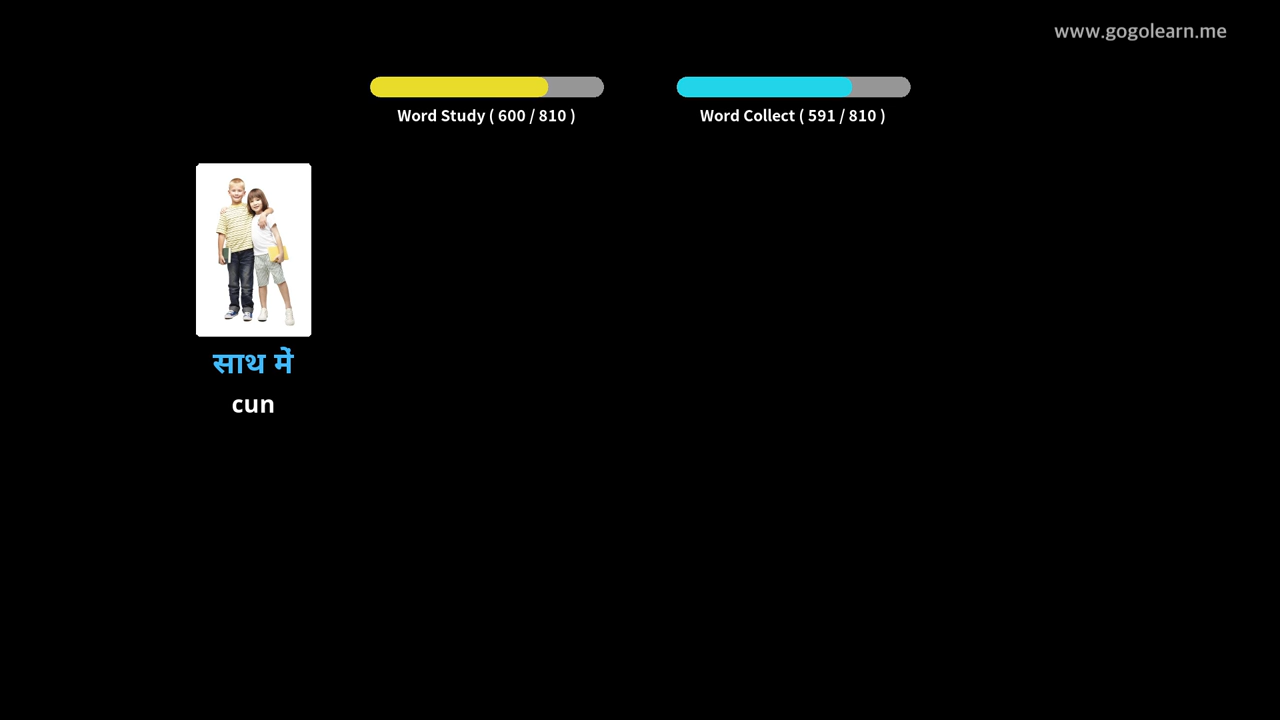 www.gogolearn.me
Word Study ( 600 / 810 )
Word Collect ( 591 / 810 )
साथ में
cun